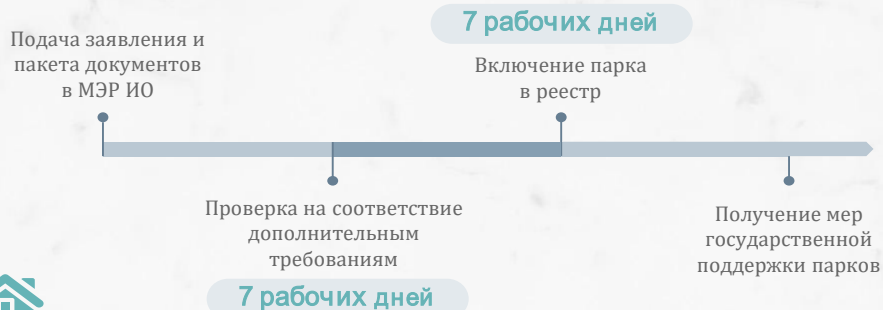 Подача заявления и
пакета документов
в МЭР ИО
7 рабочих дней
Включение парка
в реестр
Проверка на соответствие
дополнительным
требованиям
7 рабочих дней
Получение мер
государственной
поддержки парков